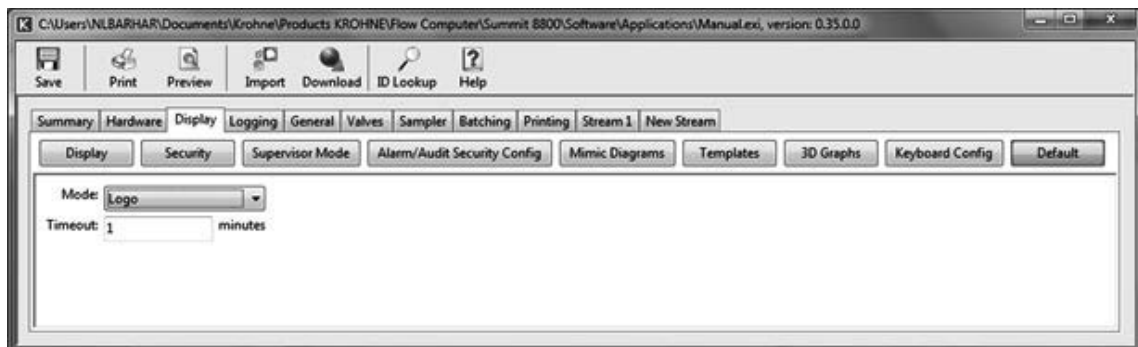 C:\Users\NLBARHAR\Documents\Krohne\Products KROHNE\Flow Computer\Summit 8800\Software\Applications\Manual.exi, version: 0.35.0.0
Save Print Preview Import Download ID Lookup Help
Summary Hardware Display Logging General Valves Sampler Batching Printing Stream 1 New Stream
Display Security Supervisor Mode Alarm/Audit Security Config Mimic Diagrams Templates 3D Graphs Keyboard Config Default
Mode: Logo
Timeout: 1 minutes